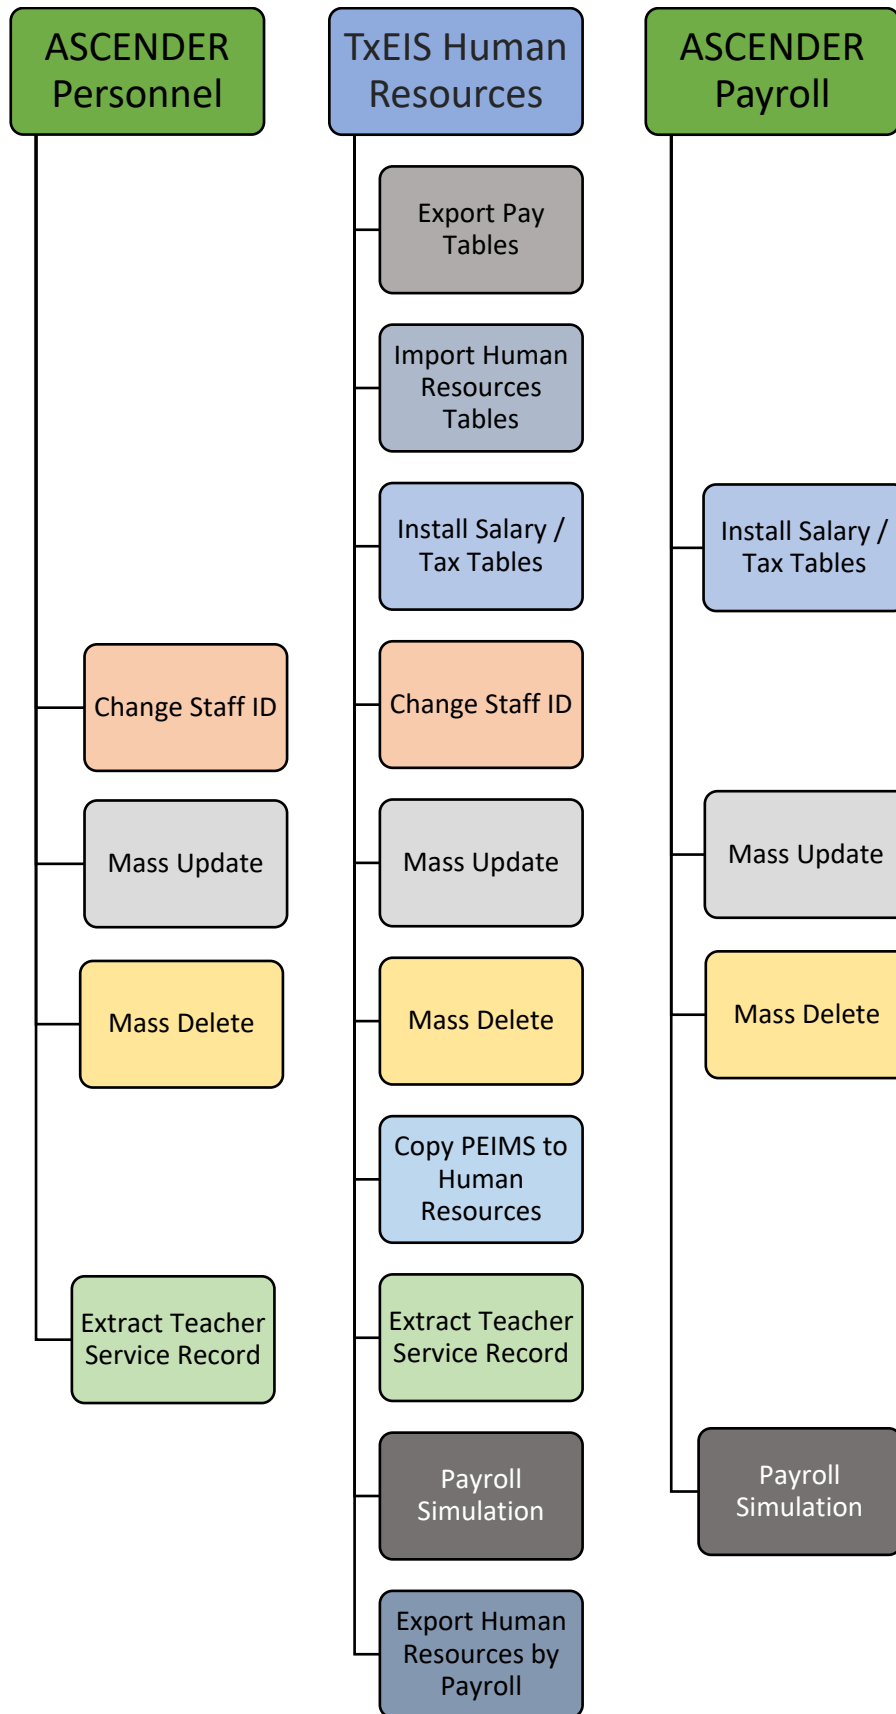 ASCENDER
Personnel
TxEIS Human
Resources
ASCENDER
Payroll
Export Pay
Tables
Import Human
Resources
Tables
Install Salary /
Tax Tables
Install Salary /
Tax Tables
Change Staff ID
Change Staff ID
Mass Update
Mass Update
Mass Update
Mass Delete
Mass Delete
Mass Delete
Copy PEIMS to
Human
Resources
Extract Teacher
Service Record
Extract Teacher
Service Record
Payroll
Simulation
Payroll
Simulation
Export Human
Resources by
Payroll